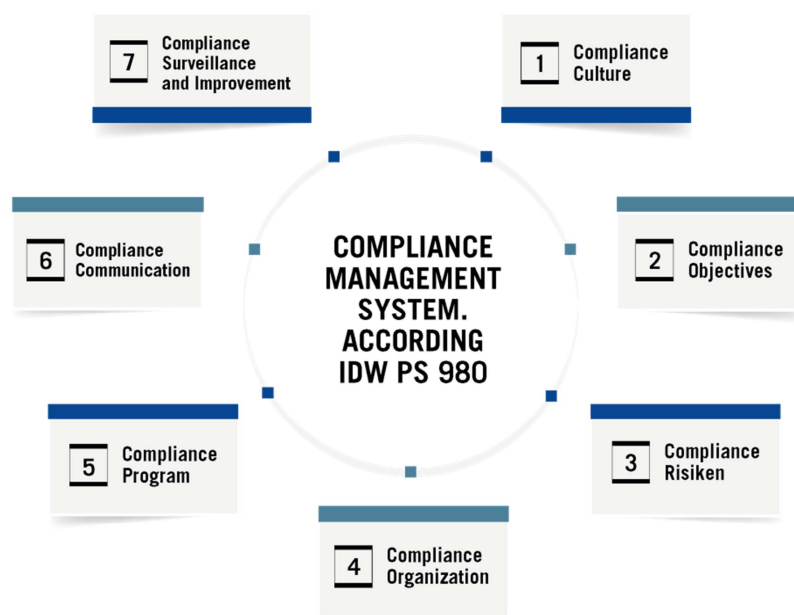 COMPLIANCE
MANAGEMENT
SYSTEM.
ACCORDING
IDW PS 980
1
Compliance
Culture
2
Compliance
Objectives
3
Compliance
Risiken
4
Compliance
Organization
5
Compliance
Program
6
Compliance
Communication
7
Compliance
Surveillance
and Improvement